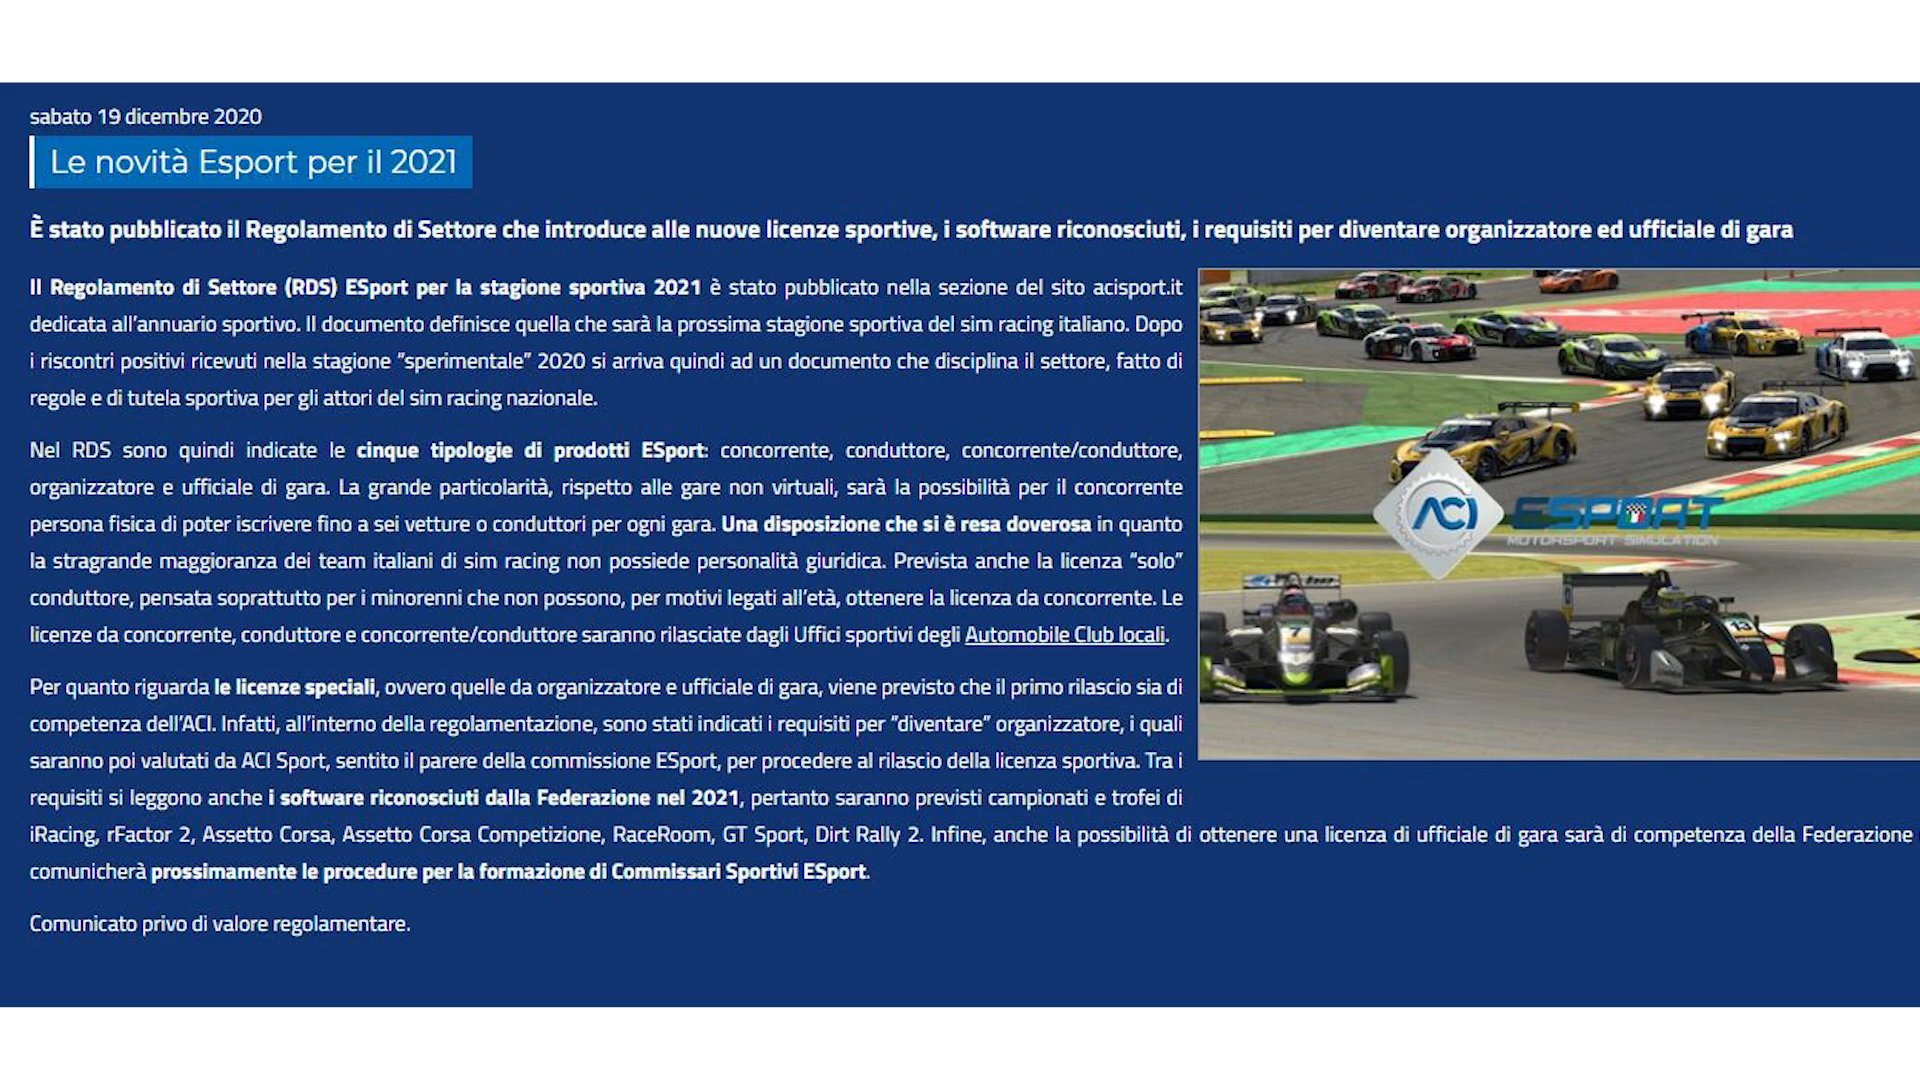 sabato 19 dicembre 2020
Le novità Esport per il 2021
È stato pubblicato il Regolamento di Settore che introduce alle nuove licenze sportive, i software riconosciuti, i requisiti per diventare organizzatore ed ufficiale di gara
Il Regolamento di Settore (RDS) ESport per la stagione sportiva 2021 è stato pubblicato nella sezione del sito acisport.it
dedicata all’annuario sportivo. Il documento definisce quella che sarà la prossima stagione sportiva del sim racing italiano. Dopo
i riscontri positivi ricevuti nella stagione “sperimentale” 2020 si arriva quindi ad un documento che disciplina il settore, fatto di
regole e di tutela sportiva per gli attori del sim racing nazionale.
Nel RDS sono quindi indicate le cinque tipologie di prodotti ESport: concorrente, conduttore, concorrente/conduttore,
organizzatore e ufficiale di gara. La grande particolarità, rispetto alle gare non virtuali, sarà la possibilità per il concorrente
persona fisica di poter iscrivere fino a sei vetture o conduttori per ogni gara. Una disposizione che si è resa doverosa in quanto
la stragrande maggioranza dei team italiani di sim racing non possiede personalità giuridica. Prevista anche la licenza “solo”
conduttore, pensata soprattutto per i minorenni che non possono, per motivi legati all’età, ottenere la licenza da concorrente. Le
licenze da concorrente, conduttore e concorrente/conduttore saranno rilasciate dagli Uffici sportivi degli Automobile Club locali.
Per quanto riguarda le licenze speciali, ovvero quelle da organizzatore e ufficiale di gara, viene previsto che il primo rilascio sia di
competenza dell’ACI. Infatti, all’interno della regolamentazione, sono stati indicati i requisiti per “diventare” organizzatore, i quali
saranno poi valutati da ACI Sport, sentito il parere della commissione ESport, per procedere al rilascio della licenza sportiva. Tra i
requisiti si leggono anche i software riconosciuti dalla Federazione nel 2021, pertanto saranno previsti campionati e trofei di
iRacing, rFactor 2, Assetto Corsa, Assetto Corsa Competizione, RaceRoom, GT Sport, Dirt Rally 2. Infine, anche la possibilità di ottenere una licenza di ufficiale di gara sarà di competenza della Federazione
comunicherà prossimamente le procedure per la formazione di Commissari Sportivi ESport.
Comunicato privo di valore regolamentare.
ACI ESPORT
MOTORSPORT SIMULATION
7
13